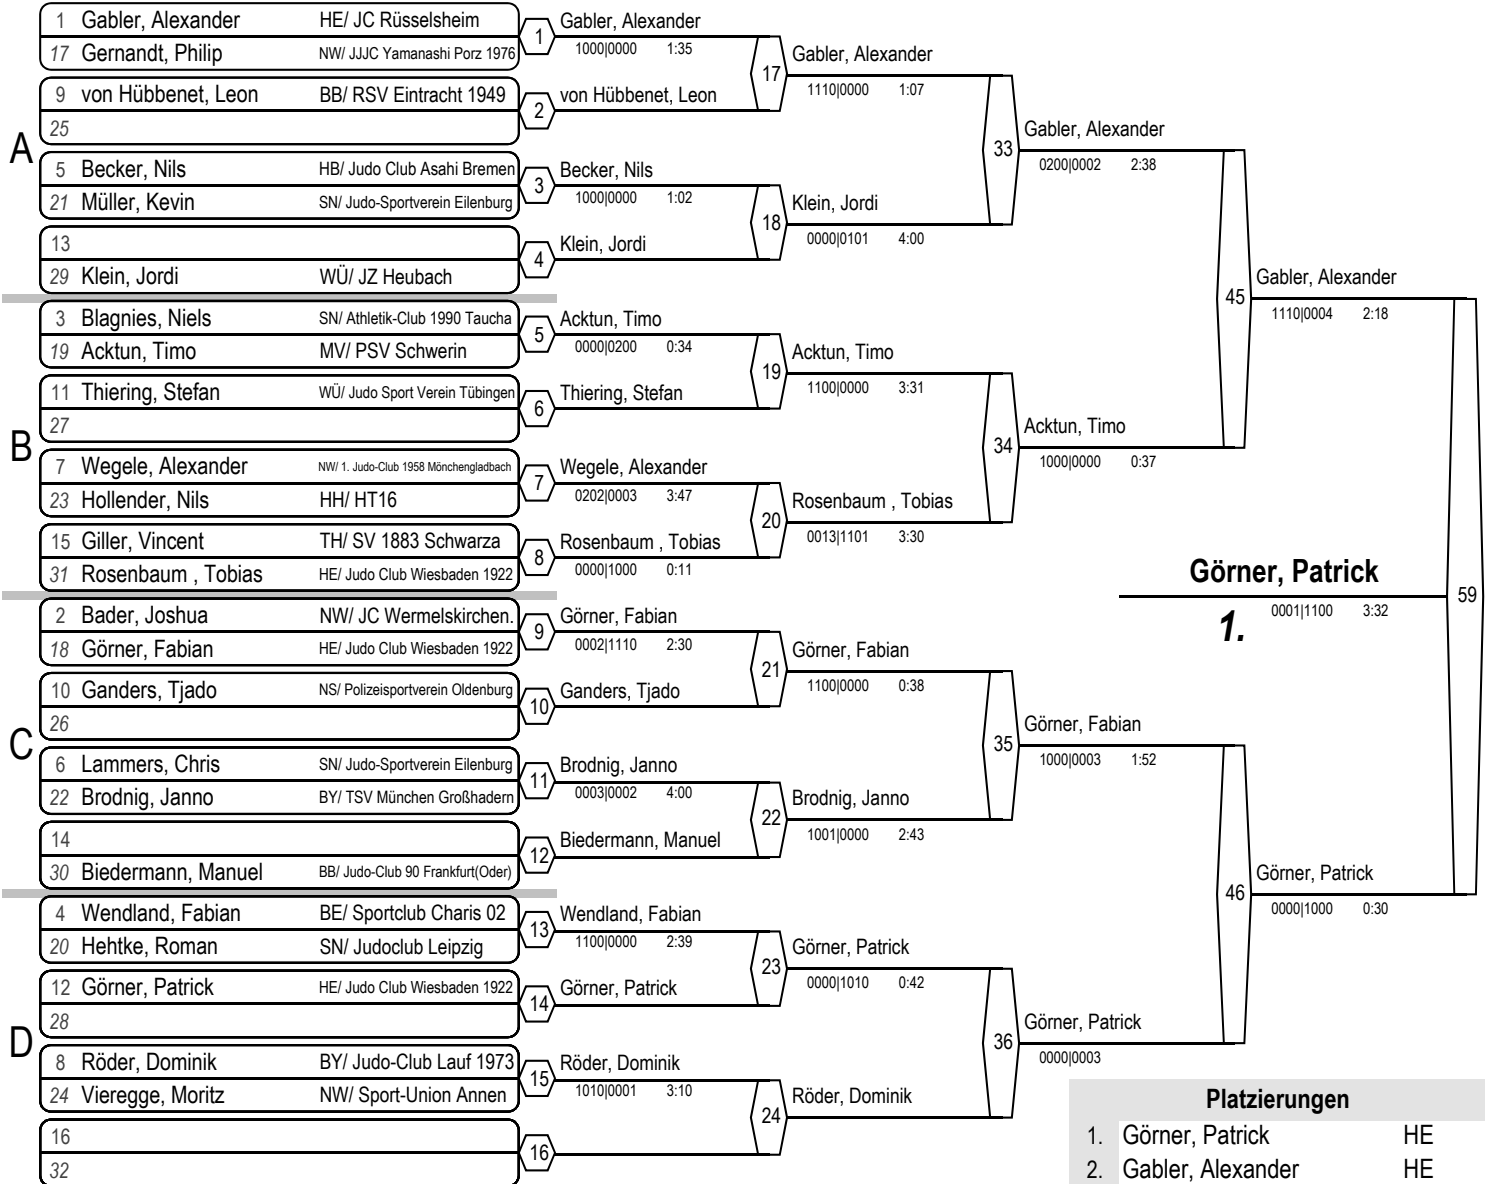 A
1 Gabler, Alexander HE/ JC Rüsselsheim
17 Gernandt, Philip NW/ JJJC Yamanashi Porz 1976
1
9 von Hübbenet, Leon BB/ RSV Eintracht 1949
25
2
5 Becker, Nils HB/ Judo Club Asahi Bremen
21 Müller, Kevin SN/ Judo-Sportverein Eilenburg
3
13
29 Klein, Jordi WÜ/ JZ Heubach
4
B
3 Blagnies, Niels SN/ Athletik-Club 1990 Taucha
19 Acktun, Timo MV/ PSV Schwerin
5
11 Thiering, Stefan WÜ/ Judo Sport Verein Tübingen
27
6
7 Wegele, Alexander NW/ 1. Judo-Club 1958 Mönchengladbach
23 Hollender, Nils HH/ HT16
7
15 Giller, Vincent TH/ SV 1883 Schwarza
31 Rosenbaum , Tobias HE/ Judo Club Wiesbaden 1922
8
C
2 Bader, Joshua NW/ JC Wermelskirchen.
18 Görner, Fabian HE/ Judo Club Wiesbaden 1922
9
10 Ganders, Tjado NS/ Polizeisportverein Oldenburg
26
10
6 Lammers, Chris SN/ Judo-Sportverein Eilenburg
22 Brodnig, Janno BY/ TSV München Großhadern
11
14
30 Biedermann, Manuel BB/ Judo-Club 90 Frankfurt(Oder)
12
D
4 Wendland, Fabian BE/ Sportclub Charis 02
20 Hehtke, Roman SN/ Judoclub Leipzig
13
12 Görner, Patrick HE/ Judo Club Wiesbaden 1922
28
14
8 Röder, Dominik BY/ Judo-Club Lauf 1973
24 Vieregge, Moritz NW/ Sport-Union Annen
15
16
32
16
Gabler, Alexander
1000|0000 1:35
von Hübbenet, Leon
17
Becker, Nils
1000|0000 1:02
Klein, Jordi
18
Acktun, Timo
0000|0200 0:34
Thiering, Stefan
19
Wegele, Alexander
0202|0003 3:47
Rosenbaum , Tobias
0000|1000 0:11
20
Görner, Fabian
0002|1110 2:30
Ganders, Tjado
21
Brodnig, Janno
0003|0002 4:00
Biedermann, Manuel
22
Wendland, Fabian
1100|0000 2:39
Görner, Patrick
23
Röder, Dominik
1010|0001 3:10
24
Gabler, Alexander
1110|0000 1:07
Klein, Jordi
0000|0101 4:00
33
Acktun, Timo
1100|0000 3:31
Rosenbaum , Tobias
0013|1101 3:30
34
Görner, Fabian
1100|0000 0:38
Brodnig, Janno
1001|0000 2:43
35
Görner, Patrick
0000|1010 0:42
Röder, Dominik
36
Gabler, Alexander
0200|0002 2:38
Acktun, Timo
1000|0000 0:37
45
Görner, Fabian
1000|0003 1:52
Görner, Patrick
0000|0003
46
Gabler, Alexander
1110|0004 2:18
Görner, Patrick
0000|1000 0:30
59
Görner, Patrick
1. 0001|1100 3:32
Platzierungen
1. Görner, Patrick HE
2. Gabler, Alexander HE